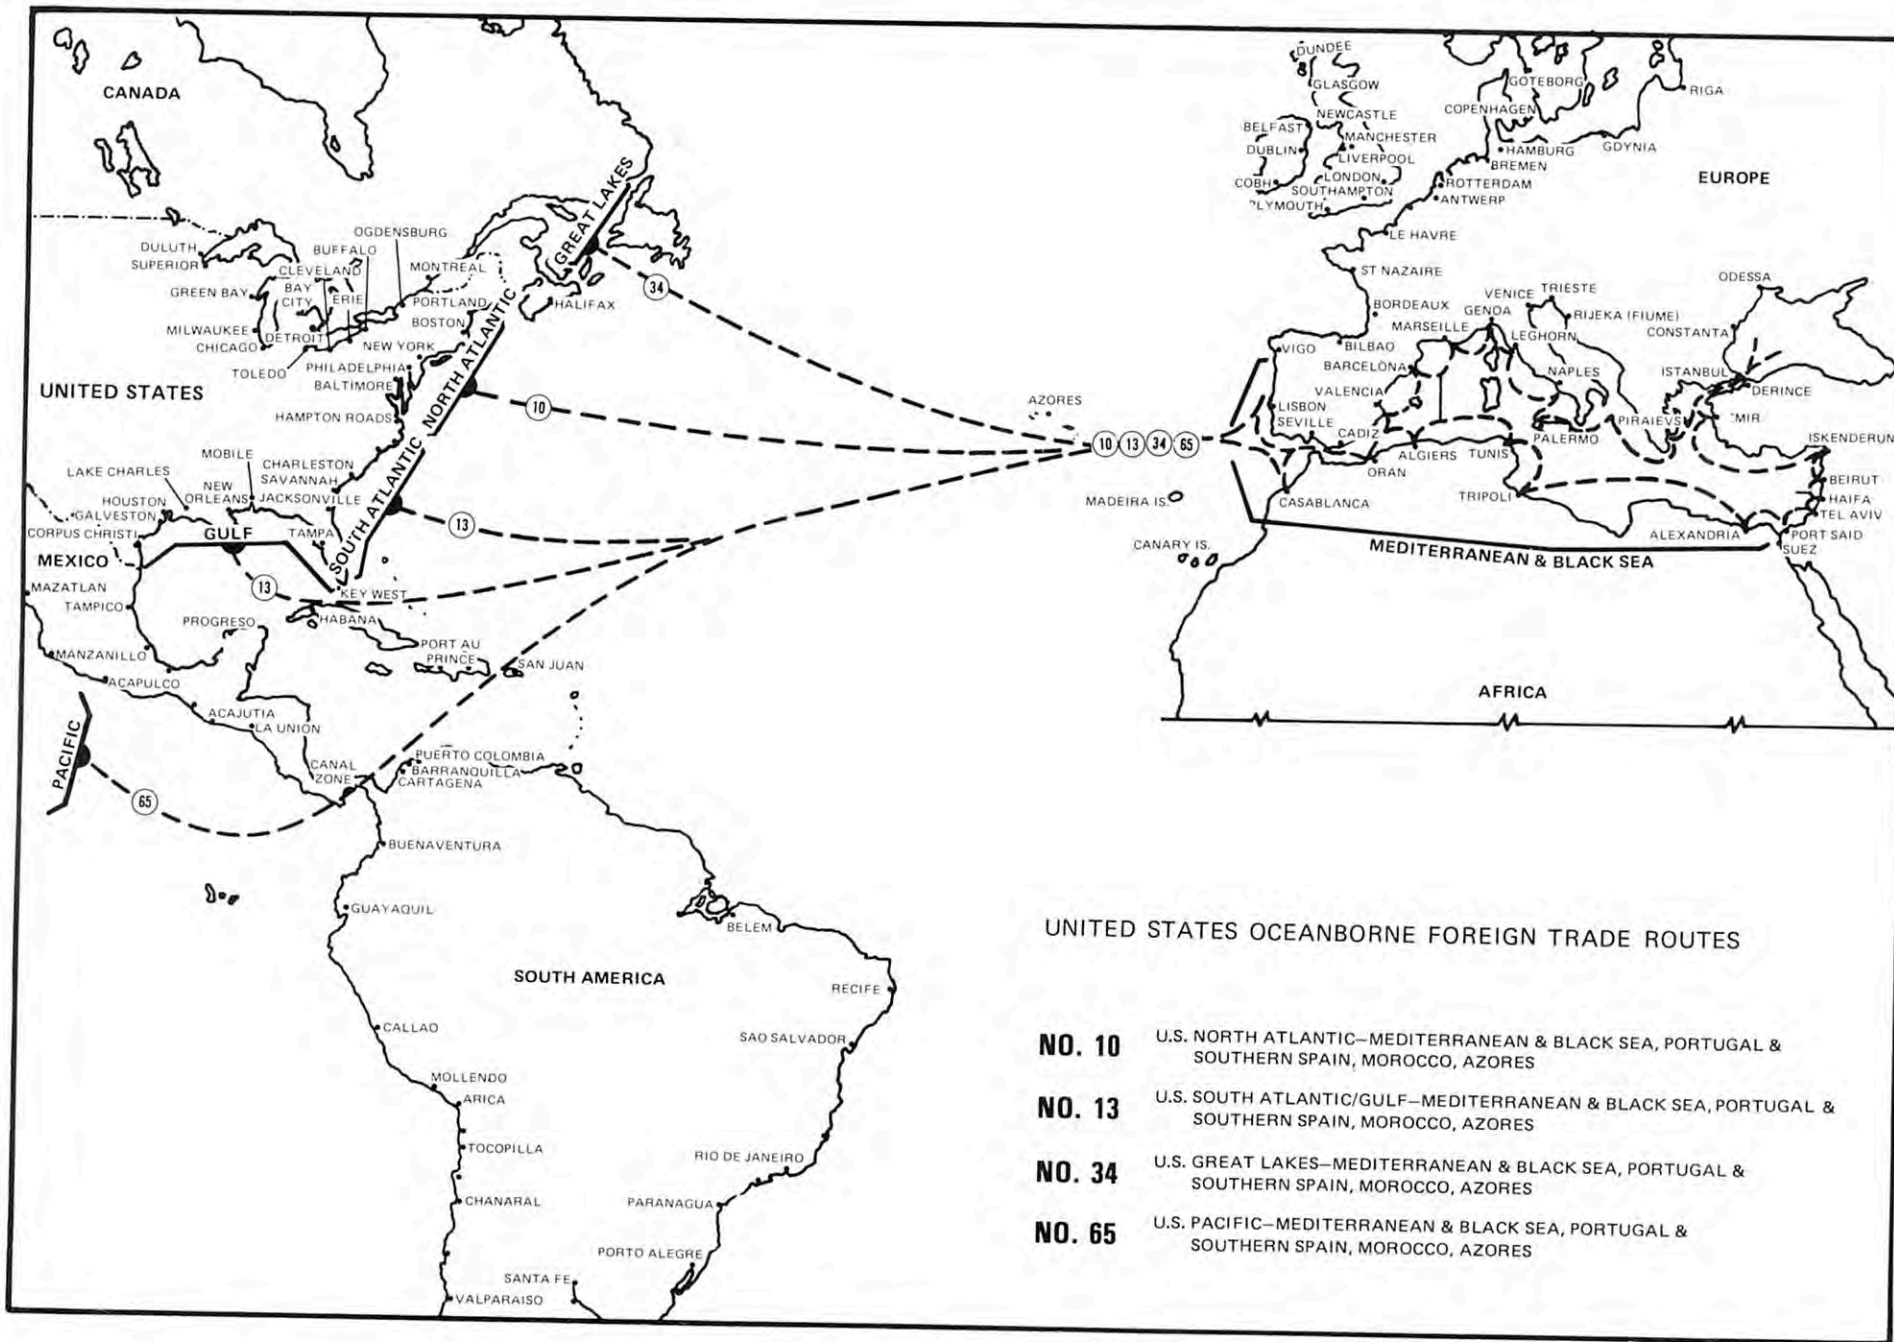 CANADA
UNITED STATES
MEXICO
GREAT LAKES
NORTH ATLANTIC
SOUTH ATLANTIC
GULF
PACIFIC
DULUTH
SUPERIOR
GREEN BAY
MILWAUKEE
CHICAGO
TOLEDO
DETROIT
BAY
CITY
CLEVELAND
ERIE
BUFFALO
OGDENSBURG
MONTREAL
PORTLAND
BOSTON
HALIFAX
NEW YORK
PHILADELPHIA
BALTIMORE
HAMPTON ROADS
CHARLESTON
SAVANNAH
JACKSONVILLE
TAMPA
KEY WEST
MOBILE
NEW
ORLEANS
LAKE CHARLES
HOUSTON
GALVESTON
CORPUS CHRISTI
MAZATLAN
TAMPICO
PROGRESO
MANZANILLO
ACAPULCO
ACAJUTIA
LA UNION
HABANA
PORT AU
PRINCE
SAN JUAN
CANAL
ZONE
PUERTO COLOMBIA
BARRANQUILLA
CARTAGENA
34
10
13
13
65
10 13 34 65
AZORES
MADEIRA IS.
CANARY IS.
DUNDEE
GLASGOW
NEWCASTLE
BELFAST
MANCHESTER
DUBLIN
LIVERPOOL
COBH
LONDON
SOUTHAMPTON
PLYMOUTH
GOTEBORG
COPENHAGEN
RIGA
HAMBURG
GDYNIA
BREMEN
ROTTERDAM
ANTWERP
EUROPE
LE HAVRE
ST NAZAIRE
BORDEAUX
VIGO
BILBAO
LISBON
SEVILLE
CADIZ
BARCELONA
VALENCIA
MARSEILLE
GENOA
LEGHORN
VENICE
TRIESTE
RIJEKA (FIUME)
NAPLES
PALERMO
PIRAIEVS
ISTANBUL
CONSTANTA
ODESSA
DERINCE
MIR
ISKENDERUN
BEIRUT
HAIFA
TEL AVIV
PORT SAID
SUEZ
ALEXANDRIA
TRIPOLI
TUNIS
ALGIERS
ORAN
CASABLANCA
MEDITERRANEAN & BLACK SEA
AFRICA
BUENAVENTURA
GUAYAQUIL
CALLAO
MOLLENDO
ARICA
TOCOPILLA
CHANARAL
VALPARAISO
SANTA FE
PORTO ALEGRE
PARANAGUA
RIO DE JANEIRO
SAO SALVADOR
RECIFE
BELEM
SOUTH AMERICA
UNITED STATES OCEANBORNE FOREIGN TRADE ROUTES
NO. 10 U.S. NORTH ATLANTIC–MEDITERRANEAN & BLACK SEA, PORTUGAL &
SOUTHERN SPAIN, MOROCCO, AZORES
NO. 13 U.S. SOUTH ATLANTIC/GULF–MEDITERRANEAN & BLACK SEA, PORTUGAL &
SOUTHERN SPAIN, MOROCCO, AZORES
NO. 34 U.S. GREAT LAKES–MEDITERRANEAN & BLACK SEA, PORTUGAL &
SOUTHERN SPAIN, MOROCCO, AZORES
NO. 65 U.S. PACIFIC–MEDITERRANEAN & BLACK SEA, PORTUGAL &
SOUTHERN SPAIN, MOROCCO, AZORES